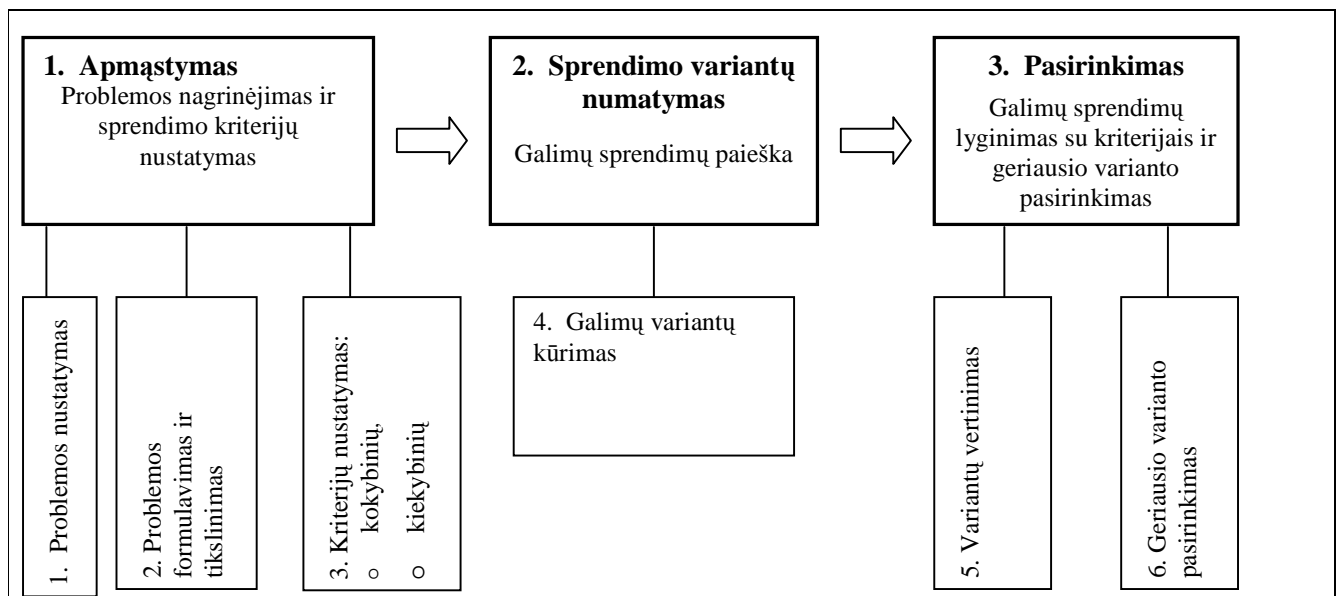 1. Apmąstymas
Problemos nagrinėjimas ir
sprendimo kriterijų
nustatymas
2. Sprendimo variantų
numatymas
Galimų sprendimų paieška
3. Pasirinkimas
Galimų sprendimų
lyginimas su kriterijais ir
geriausio varianto
pasirinkimas
1. Problemos nustatymas
2. Problemos
formulavimas ir
tikslinimas
3. Kriterijų nustatymas:
o kokybinių,
o kiekybinių
4. Galimų variantų
kūrimas
5. Variantų vertinimas
6. Geriausio varianto
pasirinkimas